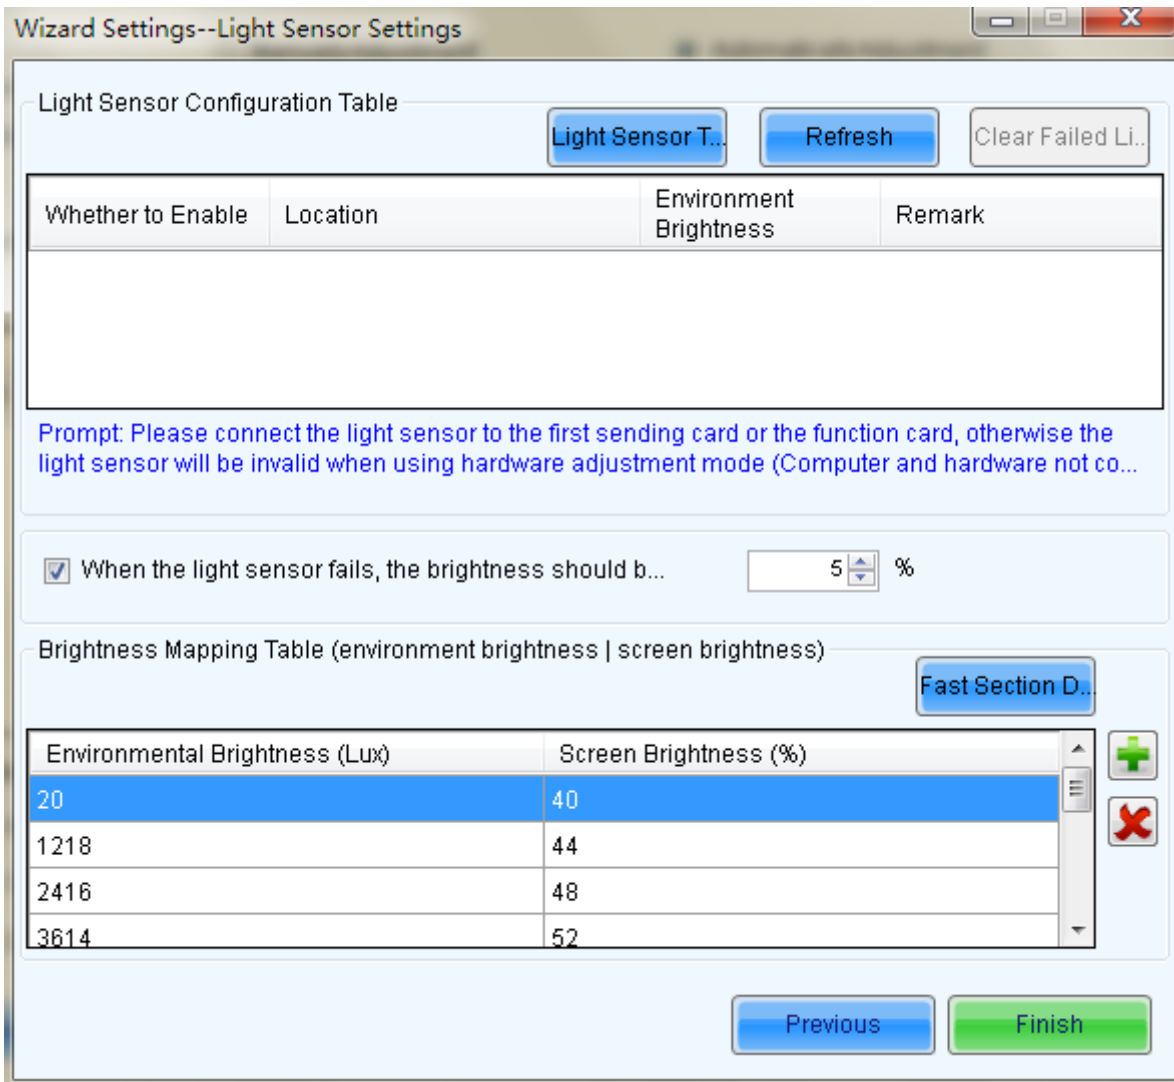 Wizard Settings--Light Sensor Settings
Light Sensor Configuration Table
Light Sensor T...
Refresh
Clear Failed Li..
Whether to Enable
Location
Environment
Brightness
Remark
Prompt: Please connect the light sensor to the first sending card or the function card, otherwise the
light sensor will be invalid when using hardware adjustment mode (Computer and hardware not co...
When the light sensor fails, the brightness should b...
5
%
Brightness Mapping Table (environment brightness | screen brightness)
Fast Section D..
Environmental Brightness (Lux)
Screen Brightness (%)
20
40
1218
44
2416
48
3614
52
Previous
Finish